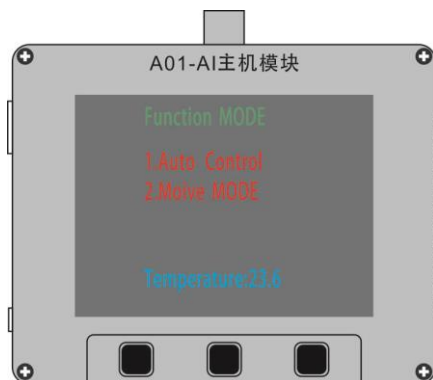 A01-AI主机模块
Function MODE
1.Auto Control
2.Moive MODE
Temperature:23.6